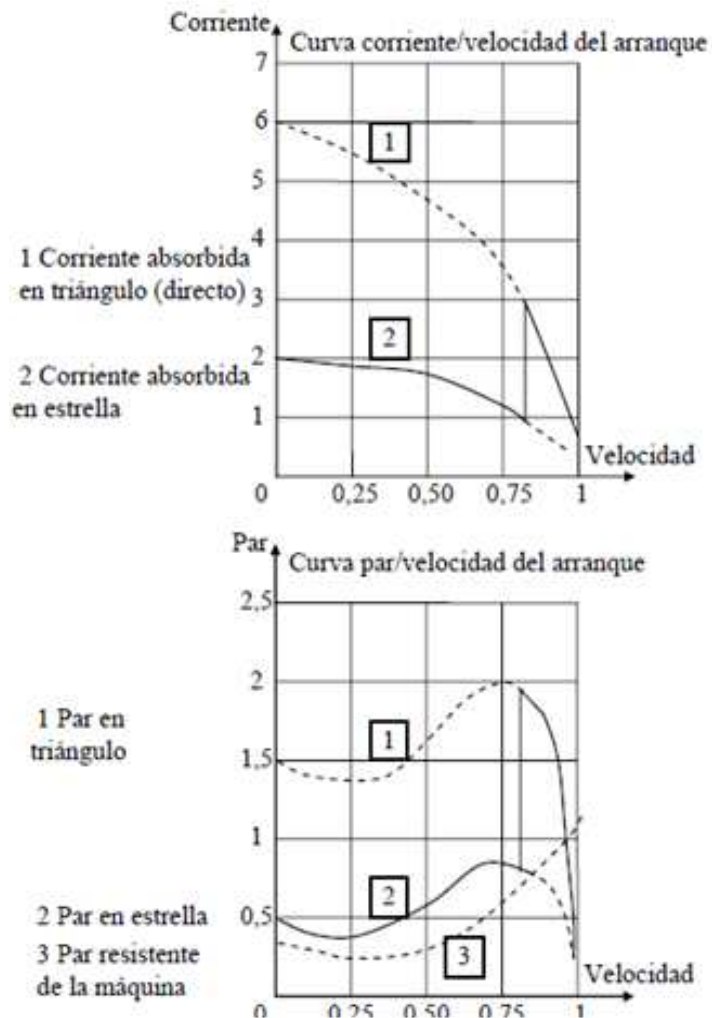 Corriente
Curva corriente/velocidad del arranque
7
6
1
5
4
1 Corriente absorbida
en triángulo (directo)
3
2
2
2 Corriente absorbida
en estrella
1
Velocidad
0
0,25
0,50
0,75
1
Par
Curva par/velocidad del arranque
2,5
2
1 Par en
triángulo
1
1,5
1
2
2 Par en estrella
0,5
3 Par resistente
de la máquina
3
Velocidad
0
0,25
0,50
0,75
1